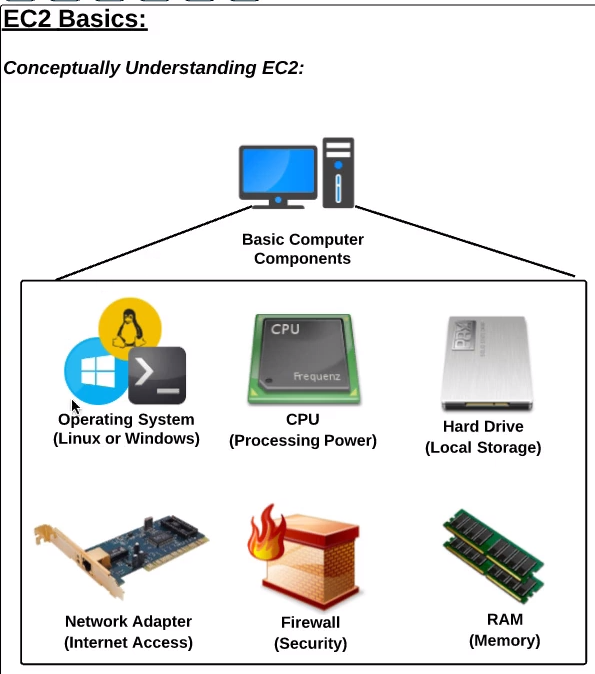 EC2 Basics:
Conceptually Understanding EC2:
Basic Computer
Components
CPU
Frequenz
Operating System
(Linux or Windows)
CPU
(Processing Power)
Hard Drive
(Local Storage)
Network Adapter
(Internet Access)
Firewall
(Security)
RAM
(Memory)